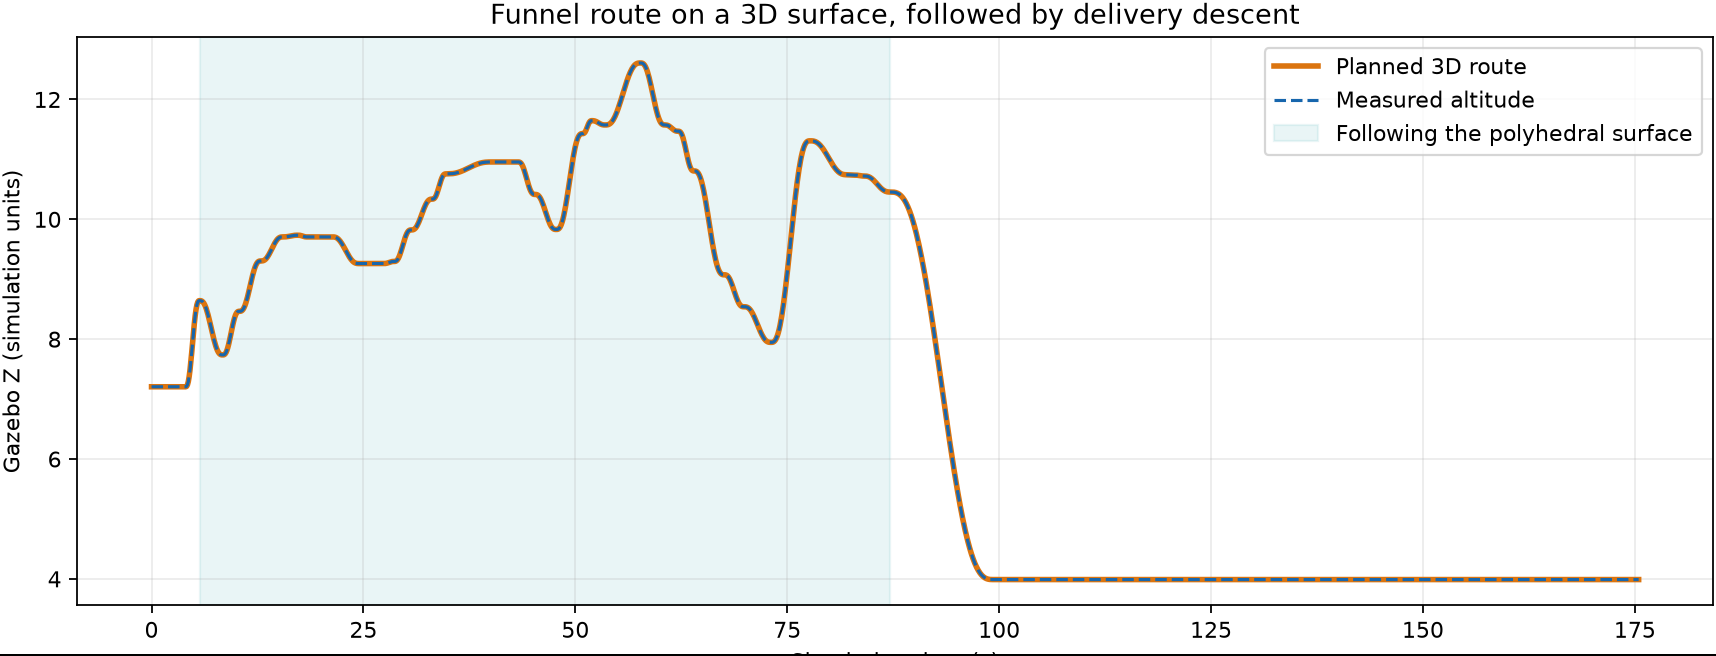 Funnel route on a 3D surface, followed by delivery descent
Planned 3D route
Measured altitude
Following the polyhedral surface
Gazebo Z (simulation units)
12
10
8
6
4
0
25
50
75
100
125
150
175